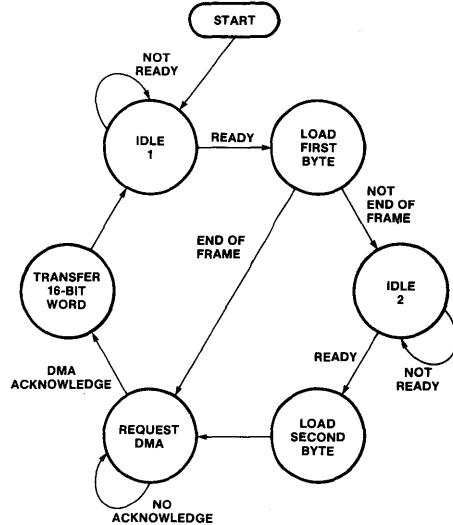 START
NOT
READY
IDLE
1
READY
LOAD
FIRST
BYTE
NOT
END OF
FRAME
END OF
FRAME
TRANSFER
16-BIT
WORD
IDLE
2
READY
NOT
READY
DMA
ACKNOWLEDGE
REQUEST
DMA
LOAD
SECOND
BYTE
NO
ACKNOWLEDGE